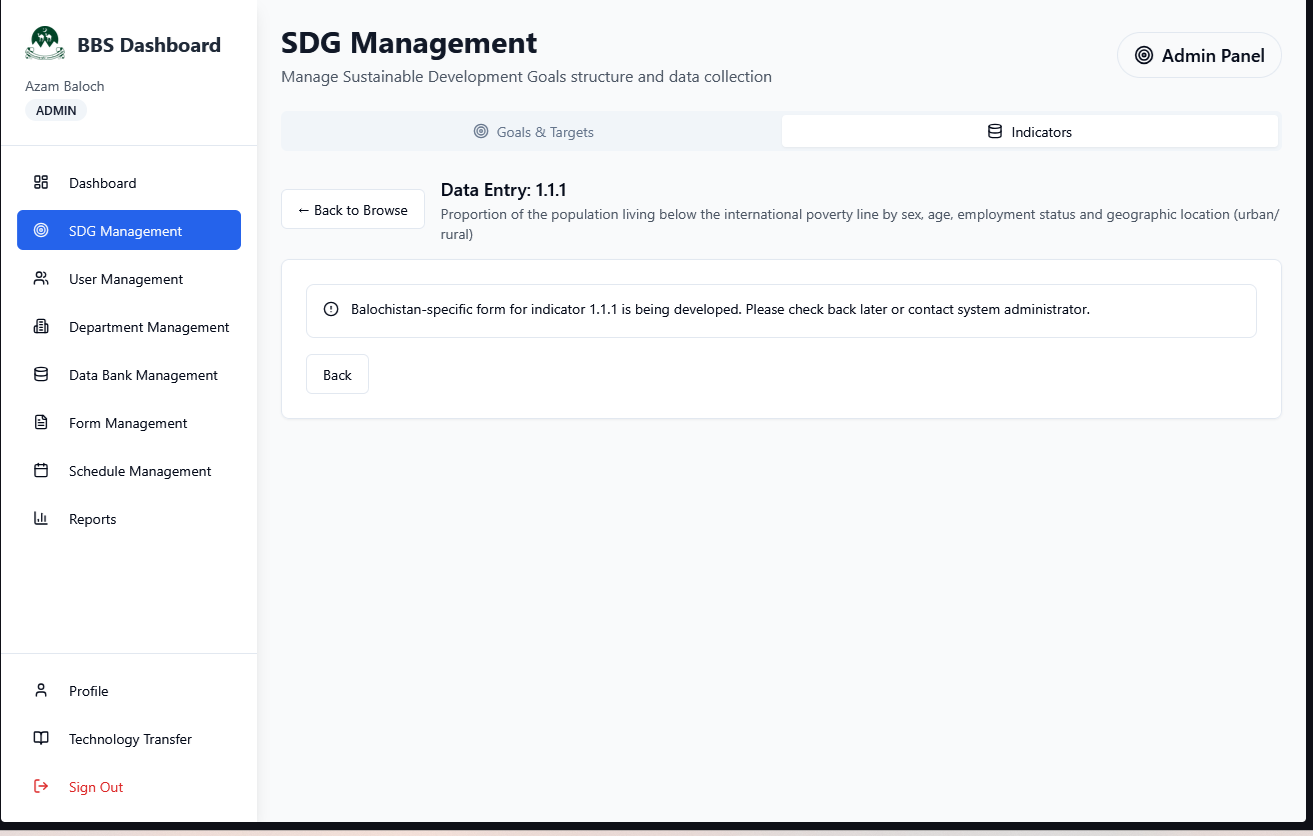 BBS Dashboard
Azam Baloch
ADMIN
Dashboard
SDG Management
User Management
Department Management
Data Bank Management
Form Management
Schedule Management
Reports
Profile
Technology Transfer
Sign Out
SDG Management
Manage Sustainable Development Goals structure and data collection
Admin Panel
Goals & Targets
Indicators
← Back to Browse
Data Entry: 1.1.1
Proportion of the population living below the international poverty line by sex, age, employment status and geographic location (urban/
rural)
Balochistan-specific form for indicator 1.1.1 is being developed. Please check back later or contact system administrator.
Back